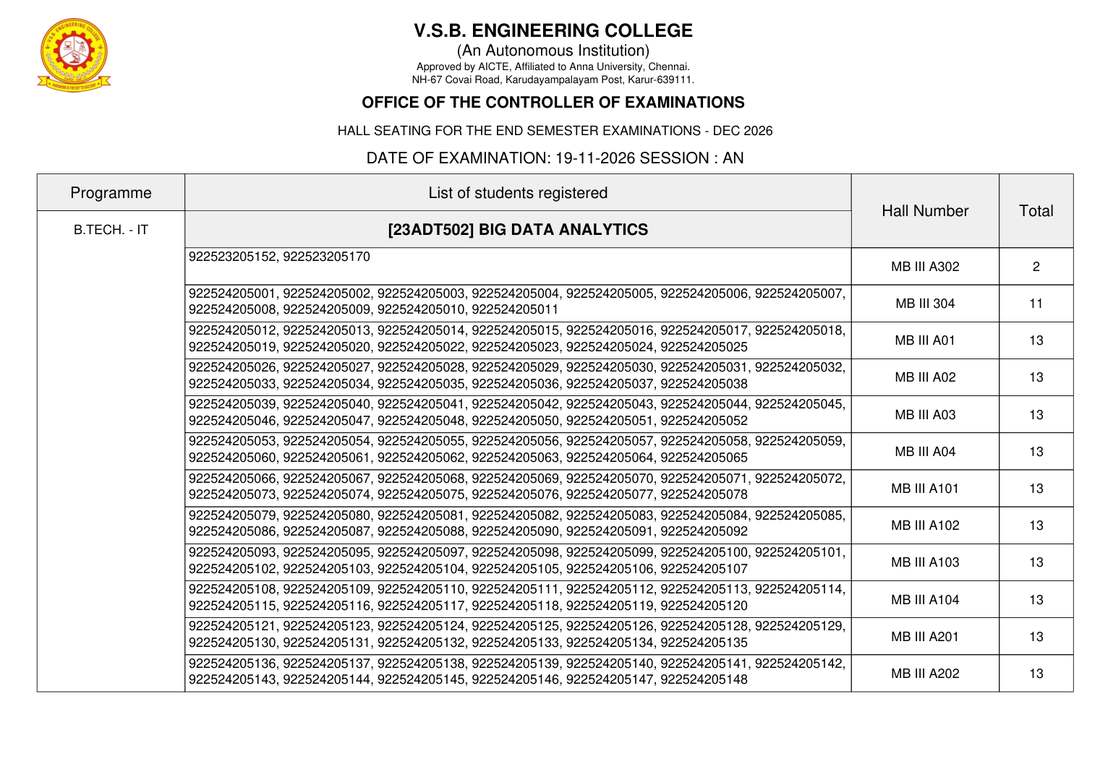 V.S.B. ENGINEERING COLLEGE
(An Autonomous Institution)
Approved by AICTE, Affiliated to Anna University, Chennai.
NH-67 Covai Road, Karudayampalayam Post, Karur-639111.
OFFICE OF THE CONTROLLER OF EXAMINATIONS
HALL SEATING FOR THE END SEMESTER EXAMINATIONS - DEC 2026
DATE OF EXAMINATION: 19-11-2026 SESSION : AN
Programme List of students registered Hall Number Total
B.TECH. - IT [23ADT502] BIG DATA ANALYTICS
922523205152, 922523205170 MB III A302 2
922524205001, 922524205002, 922524205003, 922524205004, 922524205005, 922524205006, 922524205007,
922524205008, 922524205009, 922524205010, 922524205011 MB III 304 11
922524205012, 922524205013, 922524205014, 922524205015, 922524205016, 922524205017, 922524205018,
922524205019, 922524205020, 922524205022, 922524205023, 922524205024, 922524205025 MB III A01 13
922524205026, 922524205027, 922524205028, 922524205029, 922524205030, 922524205031, 922524205032,
922524205033, 922524205034, 922524205035, 922524205036, 922524205037, 922524205038 MB III A02 13
922524205039, 922524205040, 922524205041, 922524205042, 922524205043, 922524205044, 922524205045,
922524205046, 922524205047, 922524205048, 922524205050, 922524205051, 922524205052 MB III A03 13
922524205053, 922524205054, 922524205055, 922524205056, 922524205057, 922524205058, 922524205059,
922524205060, 922524205061, 922524205062, 922524205063, 922524205064, 922524205065 MB III A04 13
922524205066, 922524205067, 922524205068, 922524205069, 922524205070, 922524205071, 922524205072,
922524205073, 922524205074, 922524205075, 922524205076, 922524205077, 922524205078 MB III A101 13
922524205079, 922524205080, 922524205081, 922524205082, 922524205083, 922524205084, 922524205085,
922524205086, 922524205087, 922524205088, 922524205090, 922524205091, 922524205092 MB III A102 13
922524205093, 922524205095, 922524205097, 922524205098, 922524205099, 922524205100, 922524205101,
922524205102, 922524205103, 922524205104, 922524205105, 922524205106, 922524205107 MB III A103 13
922524205108, 922524205109, 922524205110, 922524205111, 922524205112, 922524205113, 922524205114,
922524205115, 922524205116, 922524205117, 922524205118, 922524205119, 922524205120 MB III A104 13
922524205121, 922524205123, 922524205124, 922524205125, 922524205126, 922524205128, 922524205129,
922524205130, 922524205131, 922524205132, 922524205133, 922524205134, 922524205135 MB III A201 13
922524205136, 922524205137, 922524205138, 922524205139, 922524205140, 922524205141, 922524205142,
922524205143, 922524205144, 922524205145, 922524205146, 922524205147, 922524205148 MB III A202 13